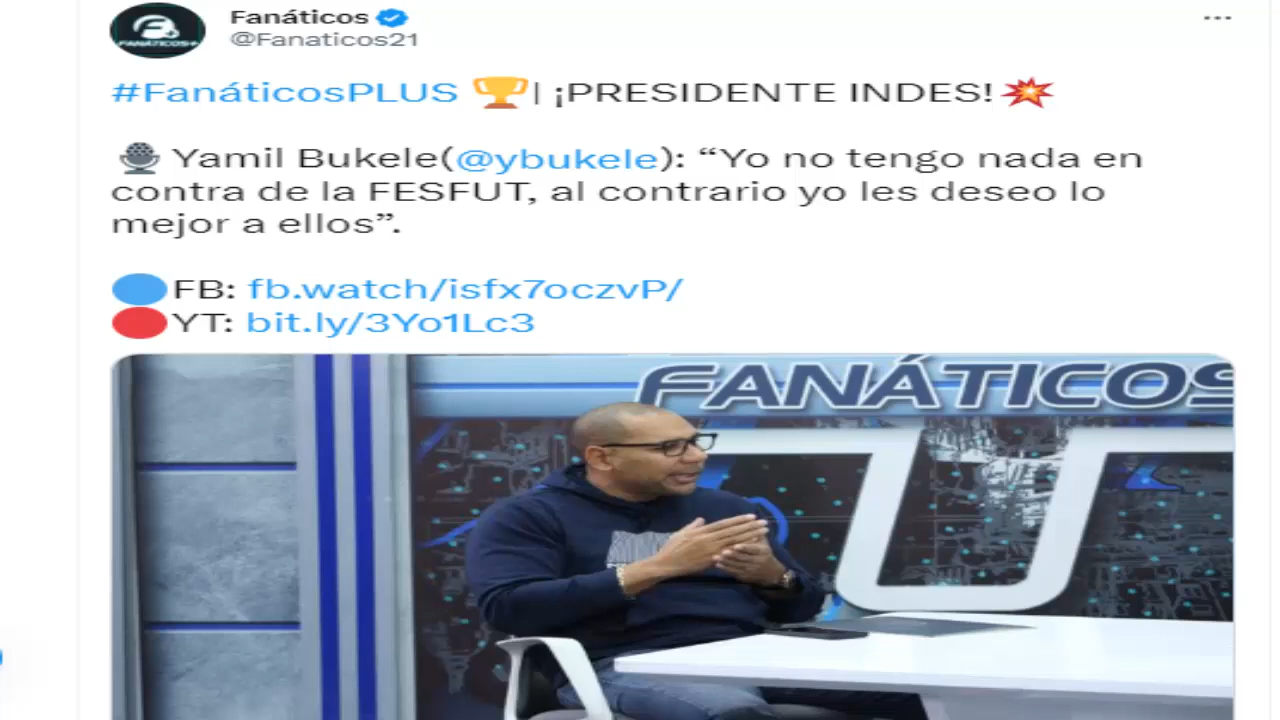 Fanáticos
@Fanaticos21
FANÁTICOS+
#FanáticosPLUS 🏆| ¡PRESIDENTE INDES!💥
🎙️Yamil Bukele(@ybukele): “Yo no tengo nada en
contra de la FESFUT, al contrario yo les deseo lo
mejor a ellos”.
🔵FB: fb.watch/isfx7oczvP/
🔴YT: bit.ly/3Yo1Lc3
FANÁTICOS